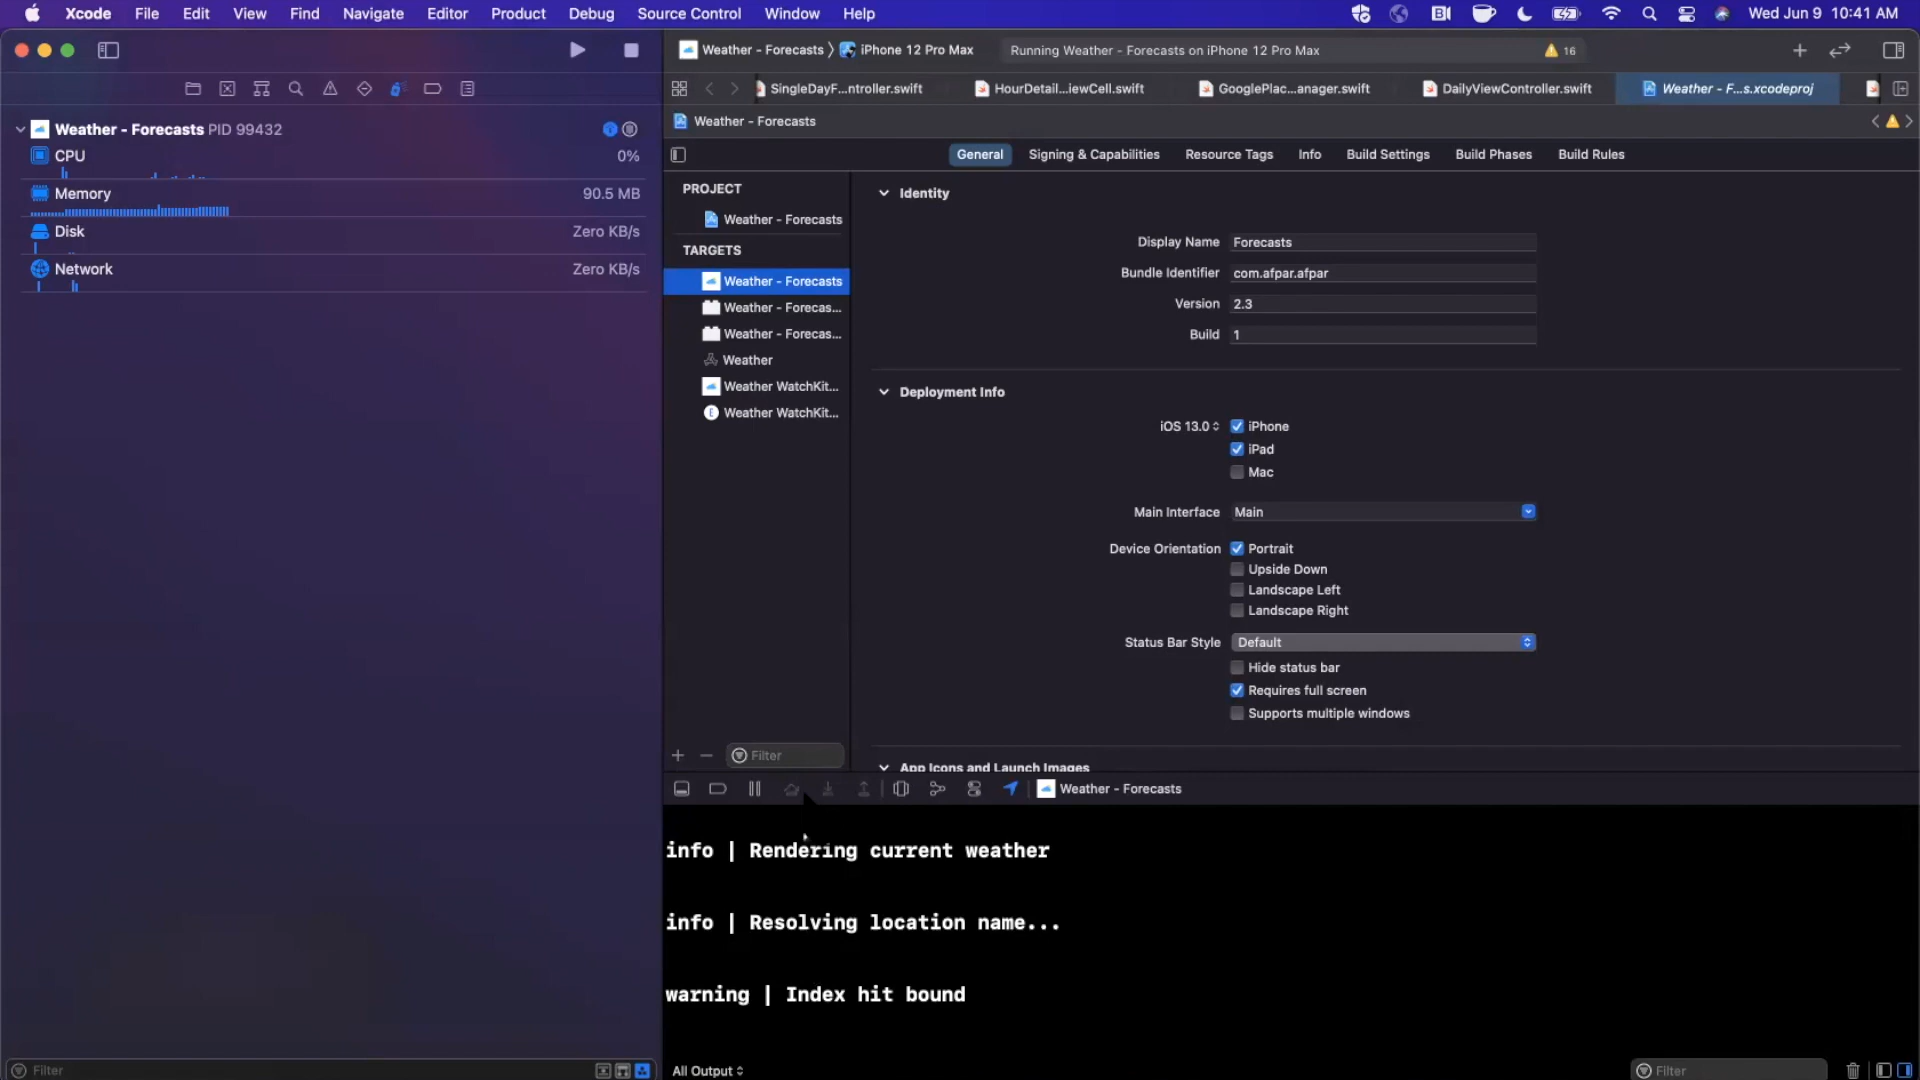 Xcode File Edit View Find Navigate Editor Product Debug Source Control Window Help Wed Jun 9 10:41 AM
Weather - Forecasts iPhone 12 Pro Max Running Weather - Forecasts on iPhone 12 Pro Max 16
SingleDayF...ntroller.swift HourDetail...iewCell.swift GooglePlac...anager.swift DailyViewController.swift Weather - F...s.xcodeproj
Weather - Forecasts PID 99432
CPU 0%
Memory 90.5 MB
Disk Zero KB/s
Network Zero KB/s
Weather - Forecasts
General Signing & Capabilities Resource Tags Info Build Settings Build Phases Build Rules
PROJECT
Weather - Forecasts
TARGETS
Weather - Forecasts
Weather - Forecas...
Weather - Forecas...
Weather
Weather WatchKit...
Weather WatchKit...
Filter
Identity
Display Name Forecasts
Bundle Identifier com.afpar.afpar
Version 2.3
Build 1
Deployment Info
iOS 13.0 iPhone
iPad
Mac
Main Interface Main
Device Orientation Portrait
Upside Down
Landscape Left
Landscape Right
Status Bar Style Default
Hide status bar
Requires full screen
Supports multiple windows
App Icons and Launch Images
Weather - Forecasts
info | Rendering current weather
info | Resolving location name...
warning | Index hit bound
Filter All Output Filter